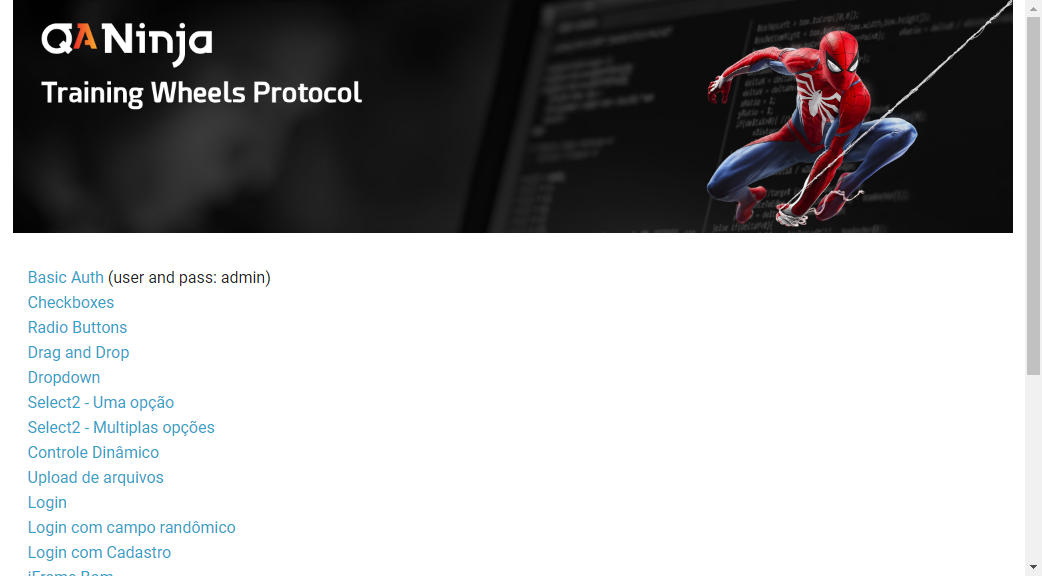 QANinja
Training Wheels Protocol
Basic Auth (user and pass: admin)
Checkboxes
Radio Buttons
Drag and Drop
Dropdown
Select2 - Uma opção
Select2 - Multiplas opções
Controle Dinâmico
Upload de arquivos
Login
Login com campo randômico
Login com Cadastro